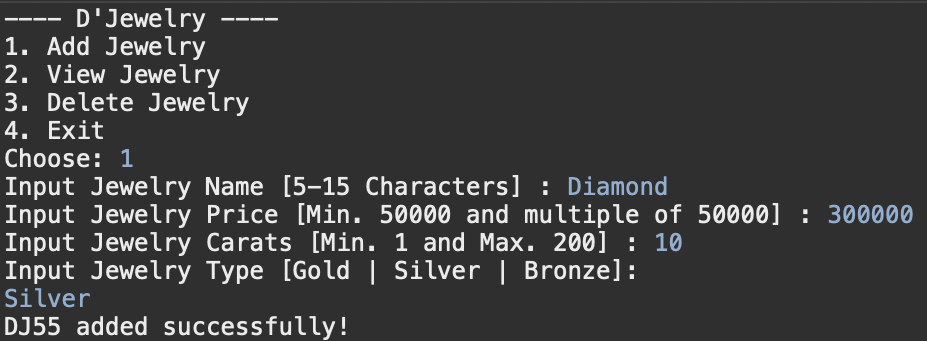 ---- D'Jewelry ----
1. Add Jewelry
2. View Jewelry
3. Delete Jewelry
4. Exit
Choose: 1
Input Jewelry Name [5-15 Characters] : Diamond
Input Jewelry Price [Min. 50000 and multiple of 50000] : 300000
Input Jewelry Carats [Min. 1 and Max. 200] : 10
Input Jewelry Type [Gold | Silver | Bronze]:
Silver
DJ55 added successfully!